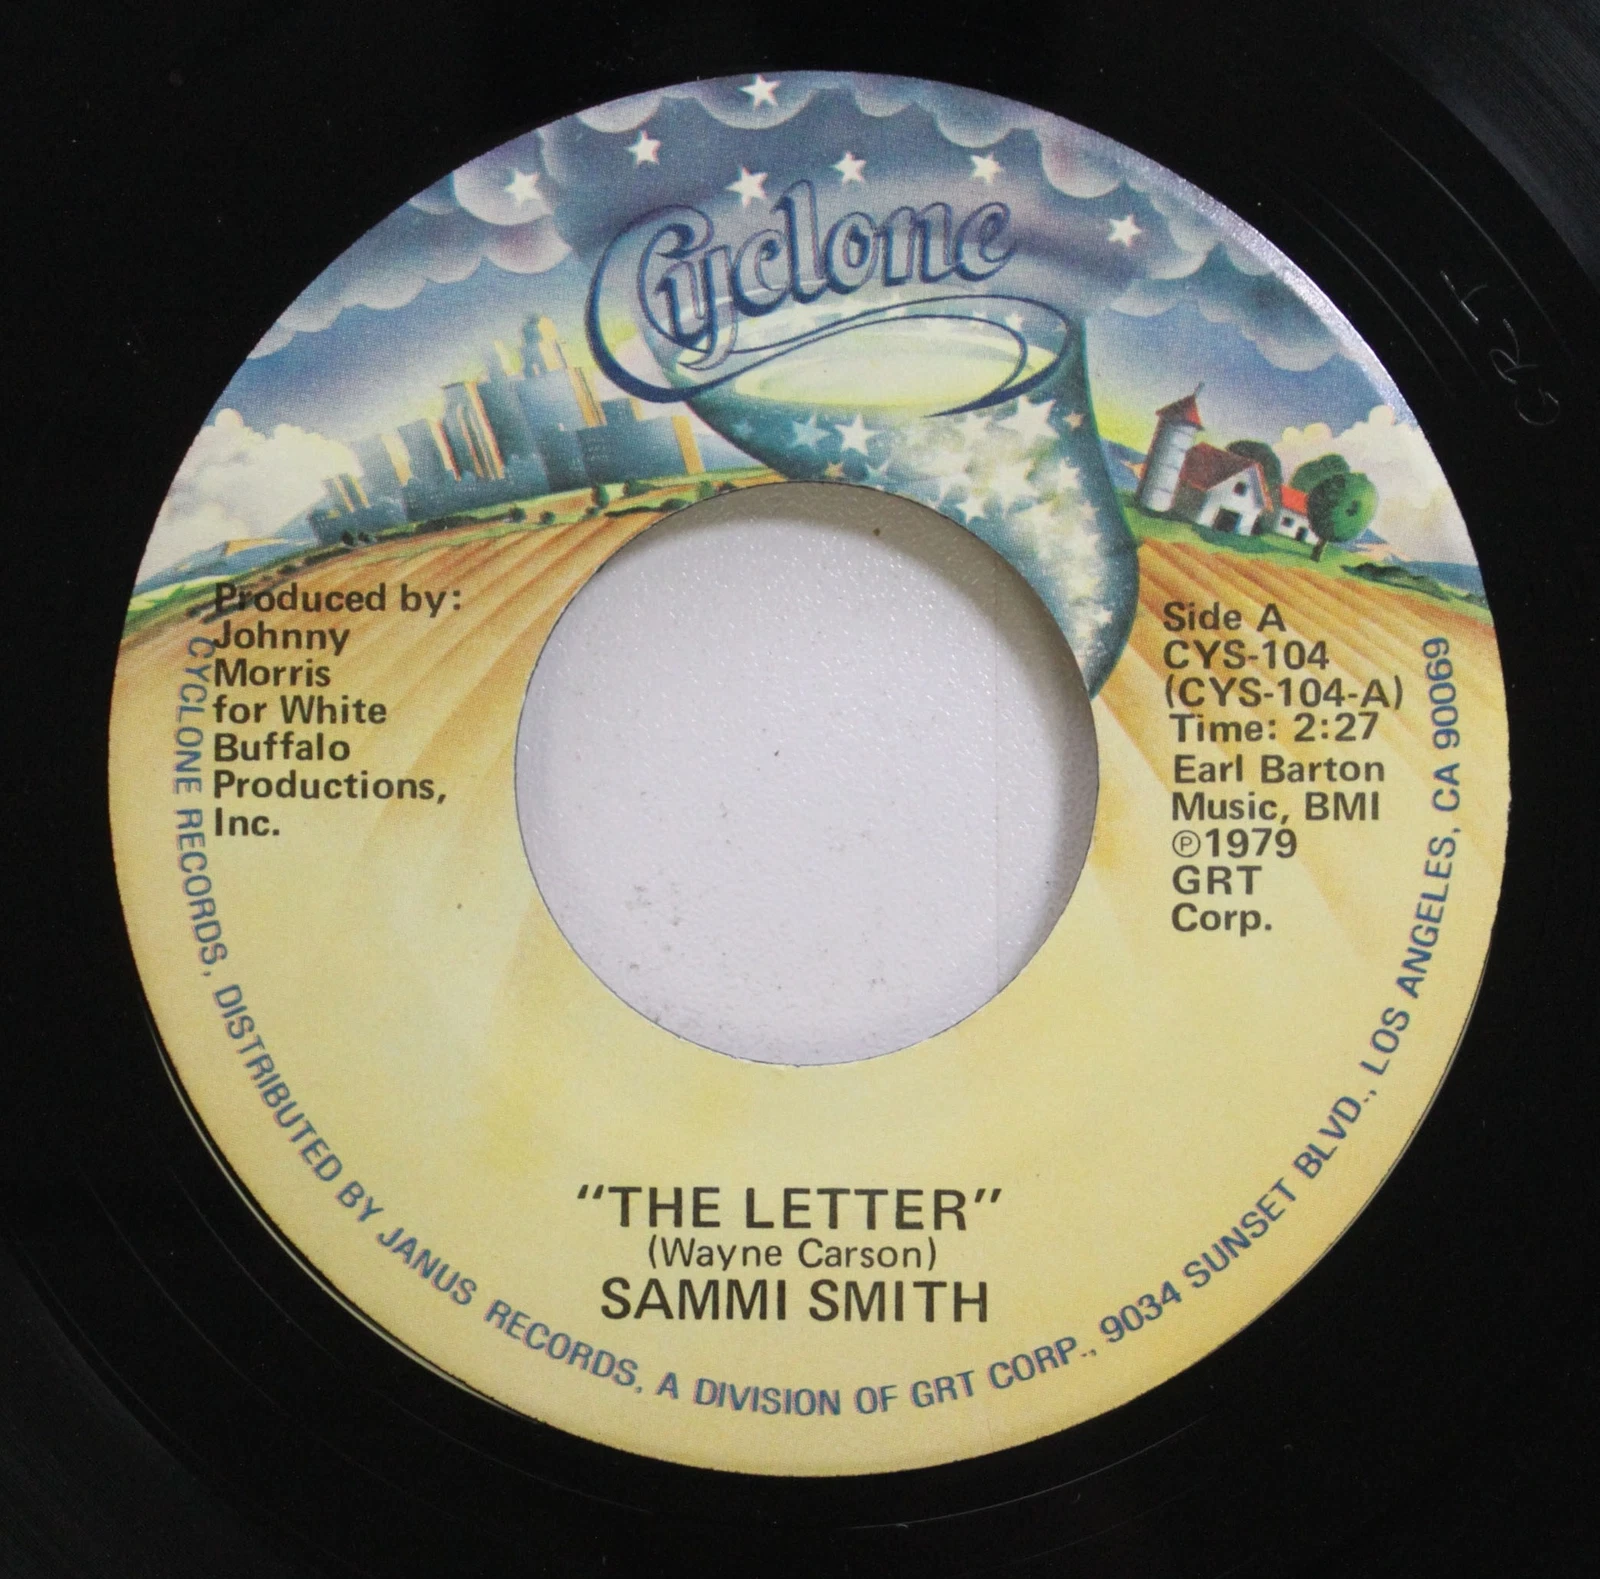 Cyclone
Produced by:
Johnny
Morris
for White
Buffalo
Productions,
Inc.
Side A
CYS-104
(CYS-104-A)
Time: 2:27
Earl Barton
Music, BMI
℗1979
GRT
Corp.
"THE LETTER"
(Wayne Carson)
SAMMI SMITH
CYCLONE RECORDS, DISTRIBUTED BY JANUS RECORDS, A DIVISION OF GRT CORP., 9034 SUNSET BLVD., LOS ANGELES, CA 90069
GRT